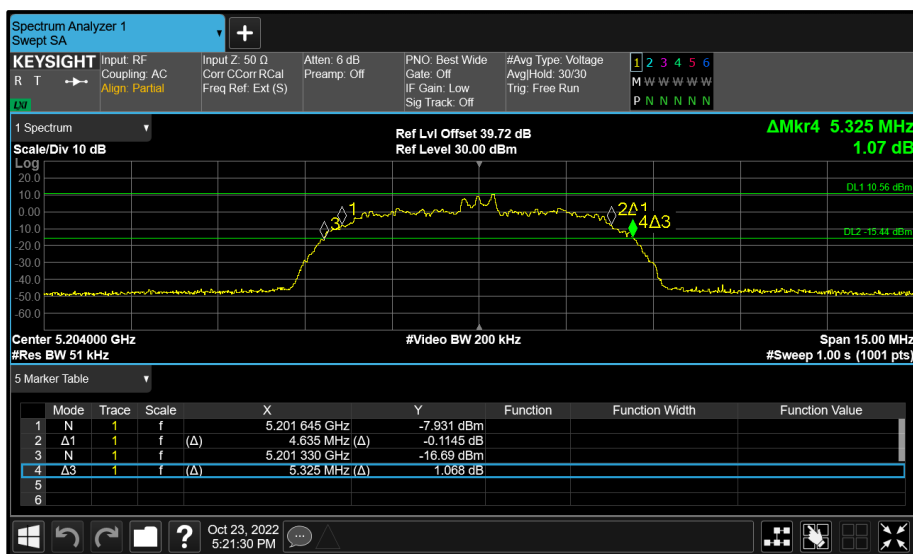 Spectrum Analyzer 1
Swept SA
KEYSIGHT
R T
LXI
Input: RF
Coupling: AC
Align: Partial
Input Z: 50 Ω
Corr CCorr RCal
Freq Ref: Ext (S)
Atten: 6 dB
Preamp: Off
PNO: Best Wide
Gate: Off
IF Gain: Low
Sig Track: Off
#Avg Type: Voltage
Avg|Hold: 30/30
Trig: Free Run
1 2 3 4 5 6
M W W W W W
P N N N N N
1 Spectrum
Scale/Div 10 dB
Ref Lvl Offset 39.72 dB
Ref Level 30.00 dBm
ΔMkr4 5.325 MHz
1.07 dB
Log
20.0
10.0
0.00
-10.0
-20.0
-30.0
-40.0
-50.0
-60.0
DL1 10.56 dBm
DL2 -15.44 dBm
1
3
2Δ1
4Δ3
Center 5.204000 GHz
#Video BW 200 kHz
Span 15.00 MHz
#Res BW 51 kHz
#Sweep 1.00 s (1001 pts)
5 Marker Table
Mode Trace Scale X Y Function Function Width Function Value
1 N 1 f 5.201 645 GHz -7.931 dBm
2 Δ1 1 f (Δ) 4.635 MHz (Δ) -0.1145 dB
3 N 1 f 5.201 330 GHz -16.69 dBm
4 Δ3 1 f (Δ) 5.325 MHz (Δ) 1.068 dB
5
6
?
Oct 23, 2022
5:21:30 PM